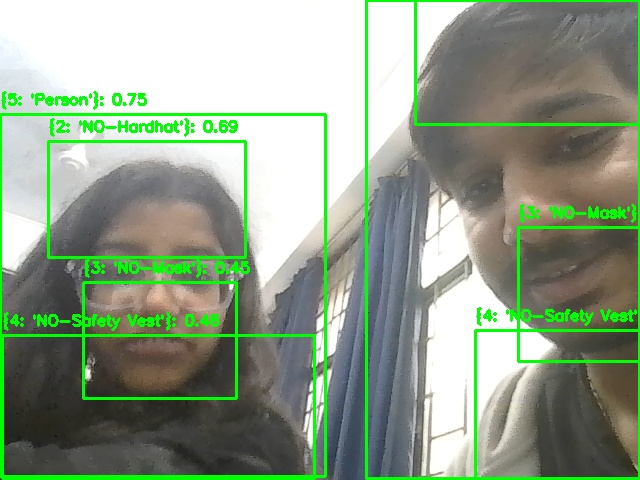 {5: 'Person'}: 0.75
{2: 'NO-Hardhat'}: 0.69
{3: 'NO-Mask'}: 0.45
{4: 'NO-Safety Vest'}: 0.48
{3: 'NO-Mask'}
{4: 'NO-Safety Vest'